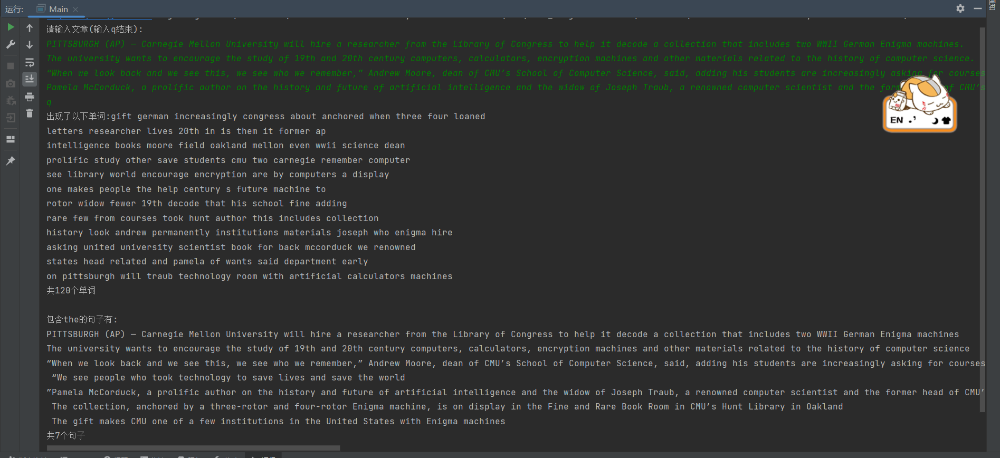 运行: Main
请输入文章(输入q结束):
PITTSBURGH (AP) — Carnegie Mellon University will hire a researcher from the Library of Congress to help it decode a collection that includes two WWII German Enigma machines.
The university wants to encourage the study of 19th and 20th century computers, calculators, encryption machines and other materials related to the history of computer science.
“When we look back and we see this, we see who we remember,” Andrew Moore, dean of CMU’s School of Computer Science, said, adding his students are increasingly asking for courses
Pamela McCorduck, a prolific author on the history and future of artificial intelligence and the widow of Joseph Traub, a renowned computer scientist and the of CMU’s
q
EN
出现了以下单词:gift german increasingly congress about anchored when three four loaned
letters researcher lives 20th in is them it former ap
intelligence books moore field oakland mellon even wwii science dean
prolific study other save students cmu two carnegie remember computer
see library world encourage encryption are by computers a display
one makes people the help century s future machine to
rotor widow fewer 19th decode that his school fine adding
rare few from courses took hunt author this includes collection
history look andrew permanently institutions materials joseph who enigma hire
asking united university scientist book for back mccorduck we renowned
states head related and pamela of wants said department early
on pittsburgh will traub technology room with artificial calculators machines
共120个单词
包含the的句子有:
PITTSBURGH (AP) — Carnegie Mellon University will hire a researcher from the Library of Congress to help it decode a collection that includes two WWII German Enigma machines
The university wants to encourage the study of 19th and 20th century computers, calculators, encryption machines and other materials related to the history of computer science
“When we look back and we see this, we see who we remember,” Andrew Moore, dean of CMU’s School of Computer Science, said, adding his students are increasingly asking for courses
“We see people who took technology to save lives and save the world
”Pamela McCorduck, a prolific author on the history and future of artificial intelligence and the widow of Joseph Traub, a renowned computer scientist and the former head of CMU’
The collection, anchored by a three-rotor and four-rotor Enigma machine, is on display in the Fine and Rare Book Room in CMU’s Hunt Library in Oakland
The gift makes CMU one of a few institutions in the United States with Enigma machines
共7个句子